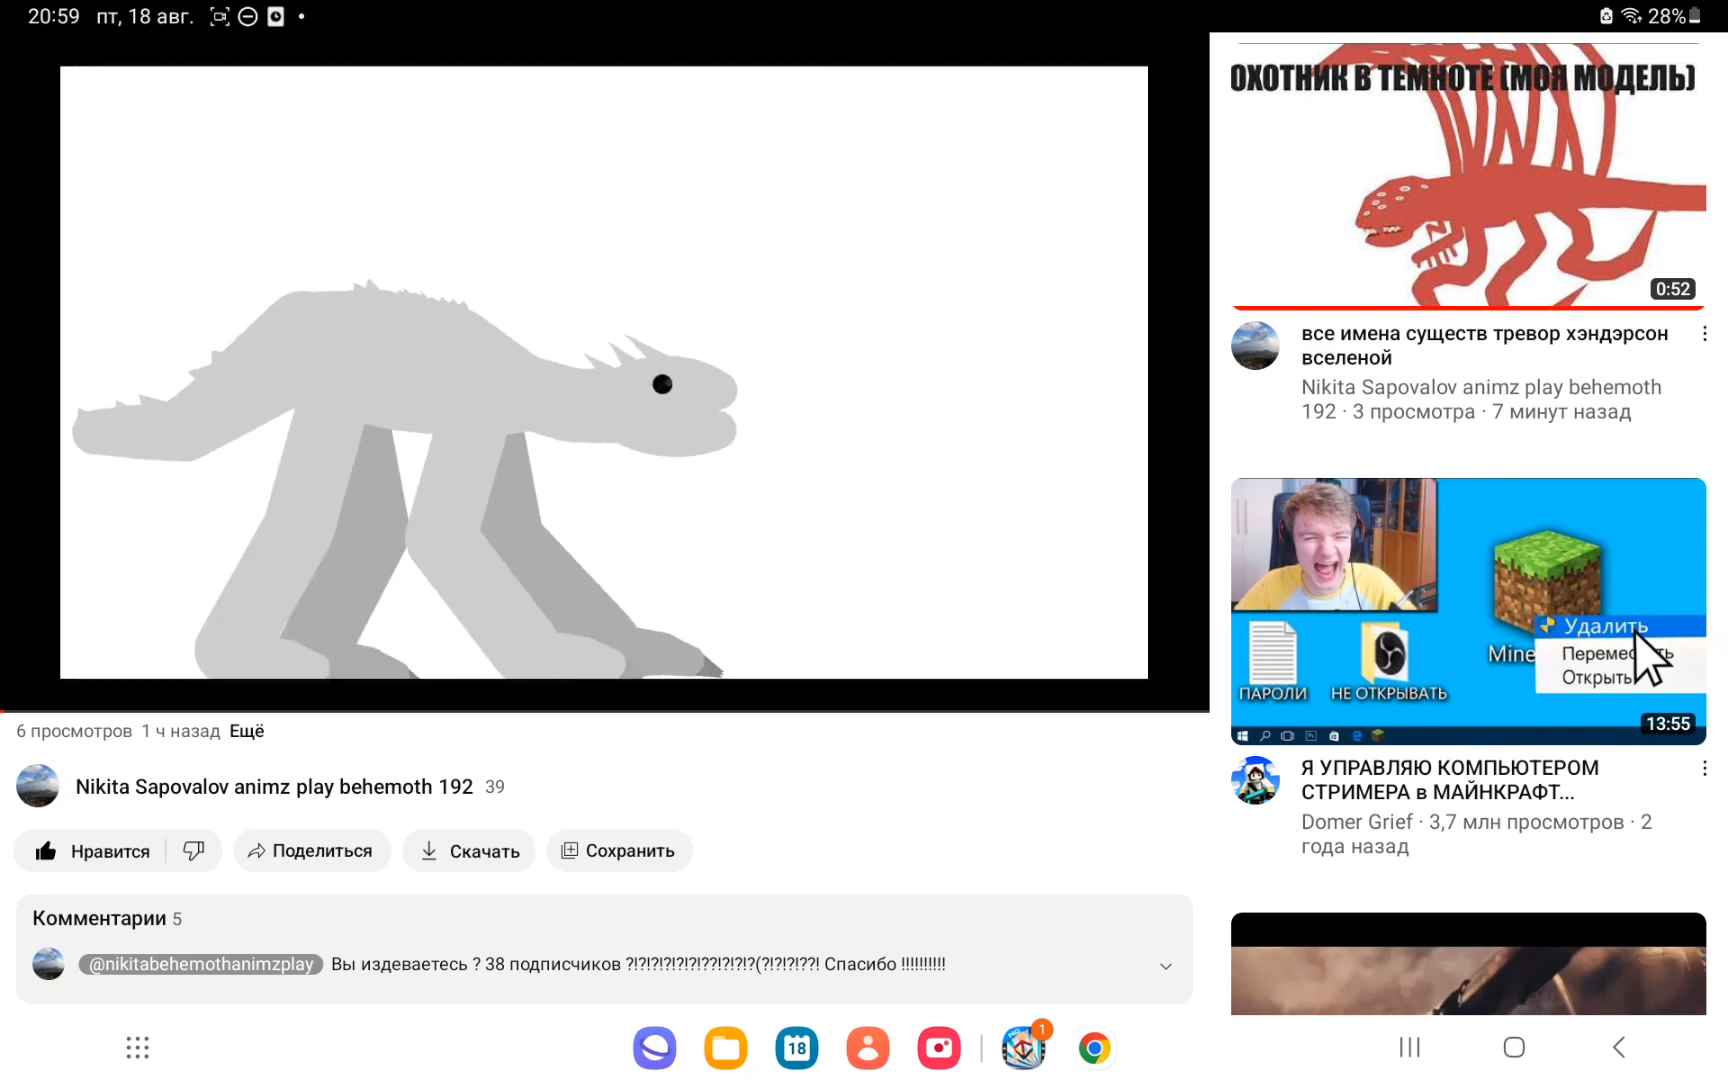 20:59 пт, 18 авг.
28%
ОХОТНИК В ТЕМНОТЕ (МОЯ МОДЕЛЬ)
0:52
все имена существ тревор хэндэрсон
вселеной
Nikita Sapovalov animz play behemoth
192 · 3 просмотра · 7 минут назад
Удалить
Mine
Открыть
ПАРОЛИ
НЕ ОТКРЫВАТЬ
13:55
Я УПРАВЛЯЮ КОМПЬЮТЕРОМ
СТРИМЕРА в МАЙНКРАФТ...
Domer Grief · 3,7 млн просмотров · 2
года назад
6 просмотров 1 ч назад Ещё
Nikita Sapovalov animz play behemoth 192 39
Нравится
Поделиться
Скачать
Сохранить
Комментарии 5
@nikitabehemothanimzplay Вы издеваетесь ? 38 подписчиков ?!?!?!?!?!?!??!?!?!?(?!?!?!??! Спасибо !!!!!!!!!!
18
PRO
1